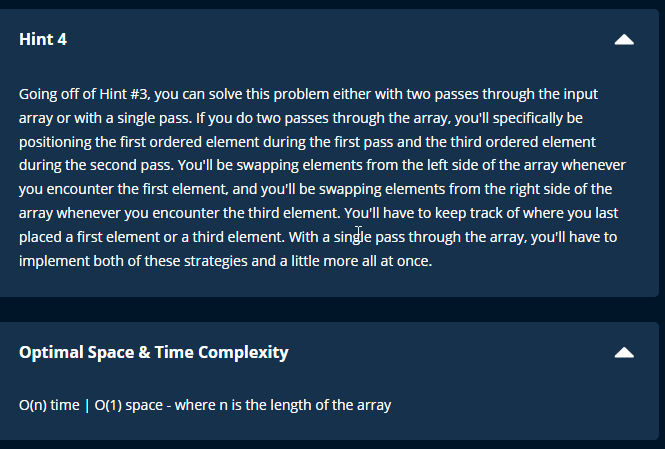 Hint 4
Going off of Hint #3, you can solve this problem either with two passes through the input
array or with a single pass. If you do two passes through the array, you'll specifically be
positioning the first ordered element during the first pass and the third ordered element
during the second pass. You'll be swapping elements from the left side of the array whenever
you encounter the first element, and you'll be swapping elements from the right side of the
array whenever you encounter the third element. You'll have to keep track of where you last
placed a first element or a third element. With a single pass through the array, you'll have to
implement both of these strategies and a little more all at once.
Optimal Space & Time Complexity
O(n) time | O(1) space - where n is the length of the array